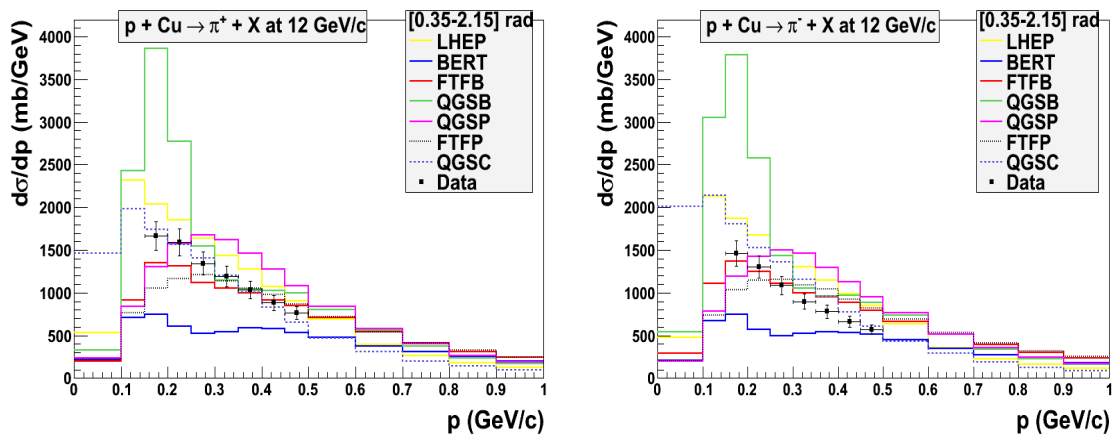 p + Cu → π⁺ + X at 12 GeV/c
[0.35-2.15] rad
LHEP
BERT
FTFB
QGSB
QGSP
FTFP
QGSC
Data
dσ/dp (mb/GeV)
4000
3500
3000
2500
2000
1500
1000
500
0
0 0.1 0.2 0.3 0.4 0.5 0.6 0.7 0.8 0.9 1
p (GeV/c)
p + Cu → π⁻ + X at 12 GeV/c
[0.35-2.15] rad
LHEP
BERT
FTFB
QGSB
QGSP
FTFP
QGSC
Data
dσ/dp (mb/GeV)
4000
3500
3000
2500
2000
1500
1000
500
0
0 0.1 0.2 0.3 0.4 0.5 0.6 0.7 0.8 0.9 1
p (GeV/c)